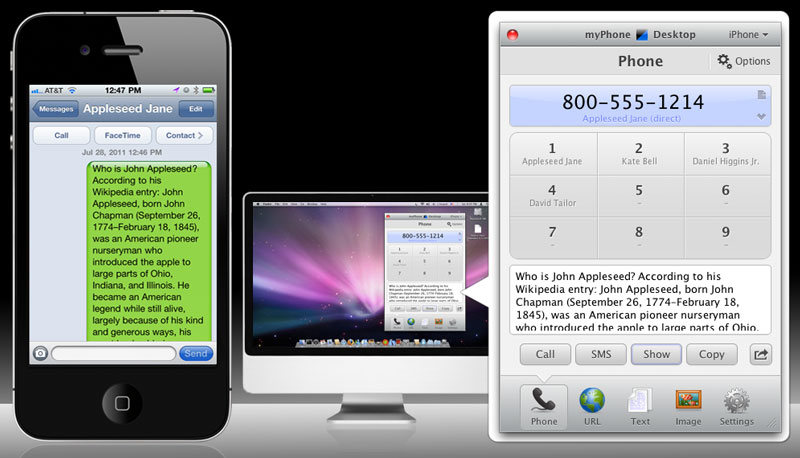 AT&T 12:47 PM
Messages Appleseed Jane Edit
Call FaceTime Contact >
Jul 28, 2011 12:46 PM
Who is John Appleseed?
According to his
Wikipedia entry: John
Appleseed, born John
Chapman (September 26,
1774–February 18, 1845),
was an American pioneer
nurseryman who
introduced the apple to
large parts of Ohio,
Indiana, and Illinois. He
became an American
legend while still alive,
largely because of his kind
and generous ways, his
Send
myPhone Desktop iPhone
Phone Options
800-555-1214
Appleseed Jane (direct)
1 2 3
Appleseed Jane Kate Bell Daniel Higgins Jr.
4 5 6
David Tailor – –
7 8 9
– – –
Who is John Appleseed? According to his
Wikipedia entry: John Appleseed, born John
Chapman (September 26, 1774–February 18,
1845), was an American pioneer nurseryman
who introduced the apple to large parts of Ohio,
Call SMS Show Copy
Phone URL Text Image Settings